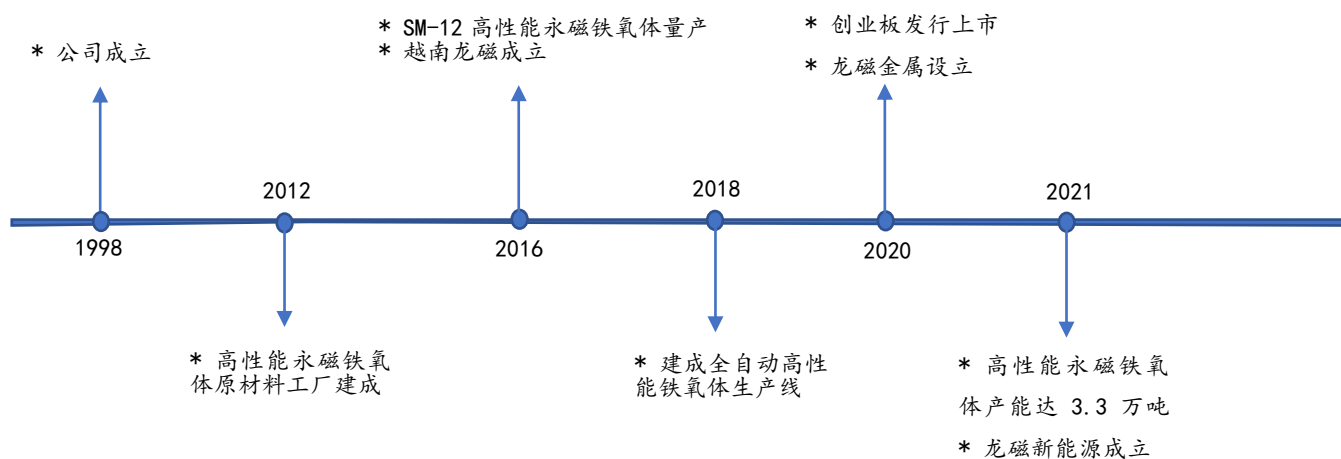 * SM-12 高性能永磁铁氧体量产
* 越南龙磁成立
* 创业板发行上市
* 龙磁金属设立
* 公司成立
2012
2018
2021
1998
2016
2020
* 高性能永磁铁氧
体原材料工厂建成
* 建成全自动高性
能铁氧体生产线
* 高性能永磁铁氧
体产能达 3.3 万吨
* 龙磁新能源成立